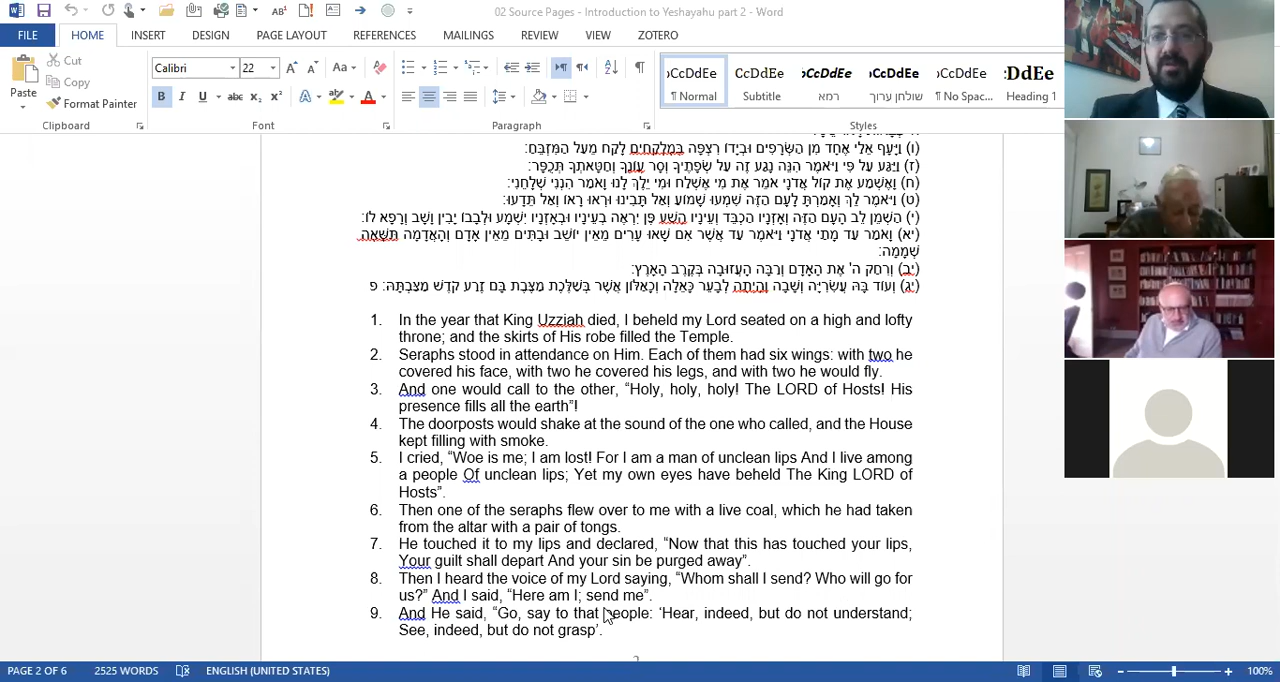 02 Source Pages - Introduction to Yeshayahu part 2 - Word
FILE HOME INSERT DESIGN PAGE LAYOUT REFERENCES MAILINGS REVIEW VIEW ZOTERO
Paste
Cut
Copy
Format Painter
Calibri 22
¶ Normal
Subtitle
רמא
שולחן ערוך
¶ No Spac...
Heading 1
Clipboard Font Paragraph Styles
(ו) וַיָּעָף אֵלַי אֶחָד מִן הַשְּׂרָפִים וּבְיָדוֹ רִצְפָּה בְּמֶלְקַחַיִם לָקַח מֵעַל הַמִּזְבֵּחַ:
(ז) וַיַּגַּע עַל פִּי וַיֹּאמֶר הִנֵּה נָגַע זֶה עַל שְׂפָתֶיךָ וְסָר עֲוֹנֶךָ וְחַטָּאתְךָ תְּכֻפָּר:
(ח) וָאֶשְׁמַע אֶת קוֹל אֲדֹנָי אֹמֵר אֶת מִי אֶשְׁלַח וּמִי יֵלֶךְ לָנוּ וָאֹמַר הִנְנִי שְׁלָחֵנִי:
(ט) וַיֹּאמֶר לֵךְ וְאָמַרְתָּ לָעָם הַזֶּה שִׁמְעוּ שָׁמוֹעַ וְאַל תָּבִינוּ וּרְאוּ רָאוֹ וְאַל תֵּדָעוּ:
(י) הַשְׁמֵן לֵב הָעָם הַזֶּה וְאָזְנָיו הַכְבֵּד וְעֵינָיו הָשַׁע פֶּן יִרְאֶה בְעֵינָיו וּבְאָזְנָיו יִשְׁמָע וּלְבָבוֹ יָבִין וָשָׁב וְרָפָא לוֹ:
(יא) וָאֹמַר עַד מָתַי אֲדֹנָי וַיֹּאמֶר עַד אֲשֶׁר אִם שָׁאוּ עָרִים מֵאֵין יוֹשֵׁב וּבָתִּים מֵאֵין אָדָם וְהָאֲדָמָה תִּשָּׁאֶה
שְׁמָמָה:
(יב) וְרִחַק ה' אֶת הָאָדָם וְרַבָּה הָעֲזוּבָה בְּקֶרֶב הָאָרֶץ:
(יג) וְעוֹד בָּהּ עֲשִׂרִיָּה וְשָׁבָה וְהָיְתָה לְבָעֵר כָּאֵלָה וְכָאַלּוֹן אֲשֶׁר בְּשַׁלֶּכֶת מַצֶּבֶת בָּם זֶרַע קֹדֶשׁ מַצַּבְתָּהּ: פ
1. In the year that King Uzziah died, I beheld my Lord seated on a high and lofty
throne; and the skirts of His robe filled the Temple.
2. Seraphs stood in attendance on Him. Each of them had six wings: with two he
covered his face, with two he covered his legs, and with two he would fly.
3. And one would call to the other, “Holy, holy, holy! The LORD of Hosts! His
presence fills all the earth”!
4. The doorposts would shake at the sound of the one who called, and the House
kept filling with smoke.
5. I cried, “Woe is me; I am lost! For I am a man of unclean lips And I live among
a people Of unclean lips; Yet my own eyes have beheld The King LORD of
Hosts”.
6. Then one of the seraphs flew over to me with a live coal, which he had taken
from the altar with a pair of tongs.
7. He touched it to my lips and declared, “Now that this has touched your lips,
Your guilt shall depart And your sin be purged away”.
8. Then I heard the voice of my Lord saying, “Whom shall I send? Who will go for
us?” And I said, “Here am I; send me”.
9. And He said, “Go, say to that people: ‘Hear, indeed, but do not understand;
See, indeed, but do not grasp’.
PAGE 2 OF 6 2525 WORDS ENGLISH (UNITED STATES) 100%